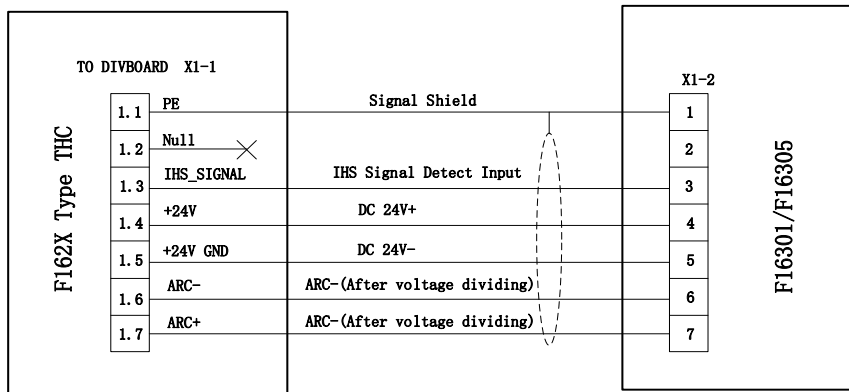 TO DIVBOARD X1-1
X1-2
F162X Type THC
F16301/F16305
1.1 PE Signal Shield 1
1.2 Null 2
1.3 IHS_SIGNAL IHS Signal Detect Input 3
1.4 +24V DC 24V+ 4
1.5 +24V GND DC 24V- 5
1.6 ARC- ARC-(After voltage dividing) 6
1.7 ARC+ ARC-(After voltage dividing) 7